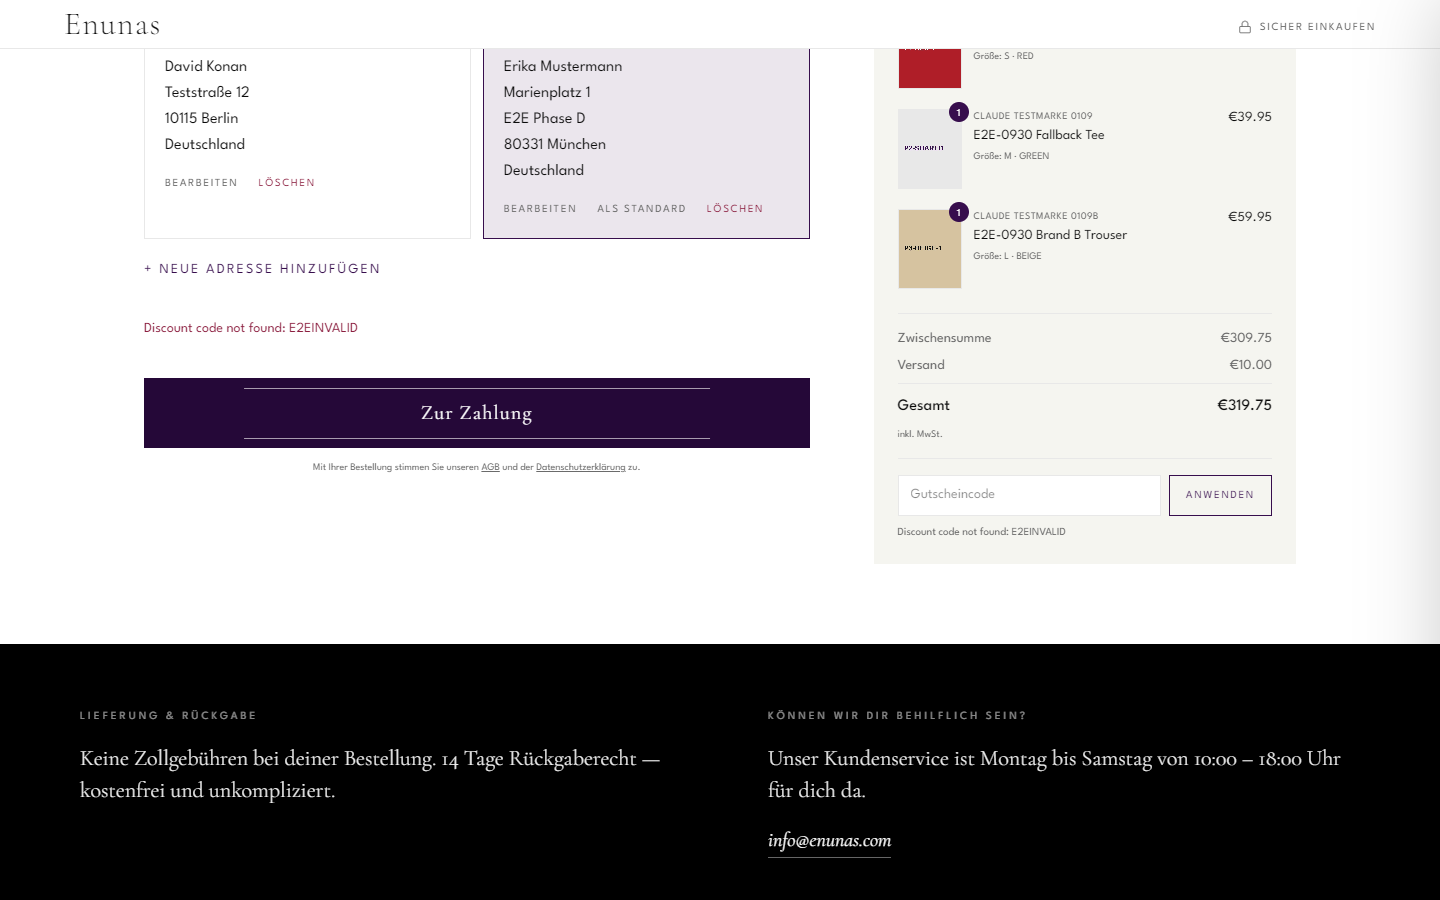 Enunas
SICHER EINKAUFEN
David Konan
Teststraße 12
10115 Berlin
Deutschland
BEARBEITEN LÖSCHEN
Erika Mustermann
Marienplatz 1
E2E Phase D
80331 München
Deutschland
BEARBEITEN ALS STANDARD LÖSCHEN
+ NEUE ADRESSE HINZUFÜGEN
Discount code not found: E2EINVALID
Zur Zahlung
Mit Ihrer Bestellung stimmen Sie unseren AGB und der Datenschutzerklärung zu.
Größe: S · RED
1
CLAUDE TESTMARKE 0109
€39.95
E2E-0930 Fallback Tee
Größe: M · GREEN
1
CLAUDE TESTMARKE 0109B
€59.95
E2E-0930 Brand B Trouser
Größe: L · BEIGE
Zwischensumme €309.75
Versand €10.00
Gesamt €319.75
inkl. MwSt.
Gutscheincode
ANWENDEN
Discount code not found: E2EINVALID
LIEFERUNG & RÜCKGABE
Keine Zollgebühren bei deiner Bestellung. 14 Tage Rückgaberecht —
kostenfrei und unkompliziert.
KÖNNEN WIR DIR BEHILFLICH SEIN?
Unser Kundenservice ist Montag bis Samstag von 10:00 – 18:00 Uhr
für dich da.
info@enunas.com